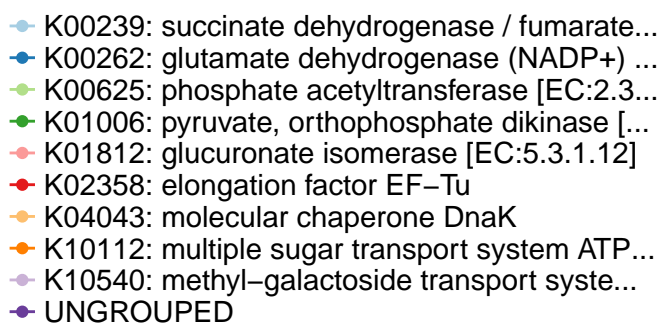 K00239: succinate dehydrogenase / fumarate...
K00262: glutamate dehydrogenase (NADP+) ...
K00625: phosphate acetyltransferase [EC:2.3...
K01006: pyruvate, orthophosphate dikinase [...
K01812: glucuronate isomerase [EC:5.3.1.12]
K02358: elongation factor EF−Tu
K04043: molecular chaperone DnaK
K10112: multiple sugar transport system ATP...
K10540: methyl−galactoside transport syste...
UNGROUPED